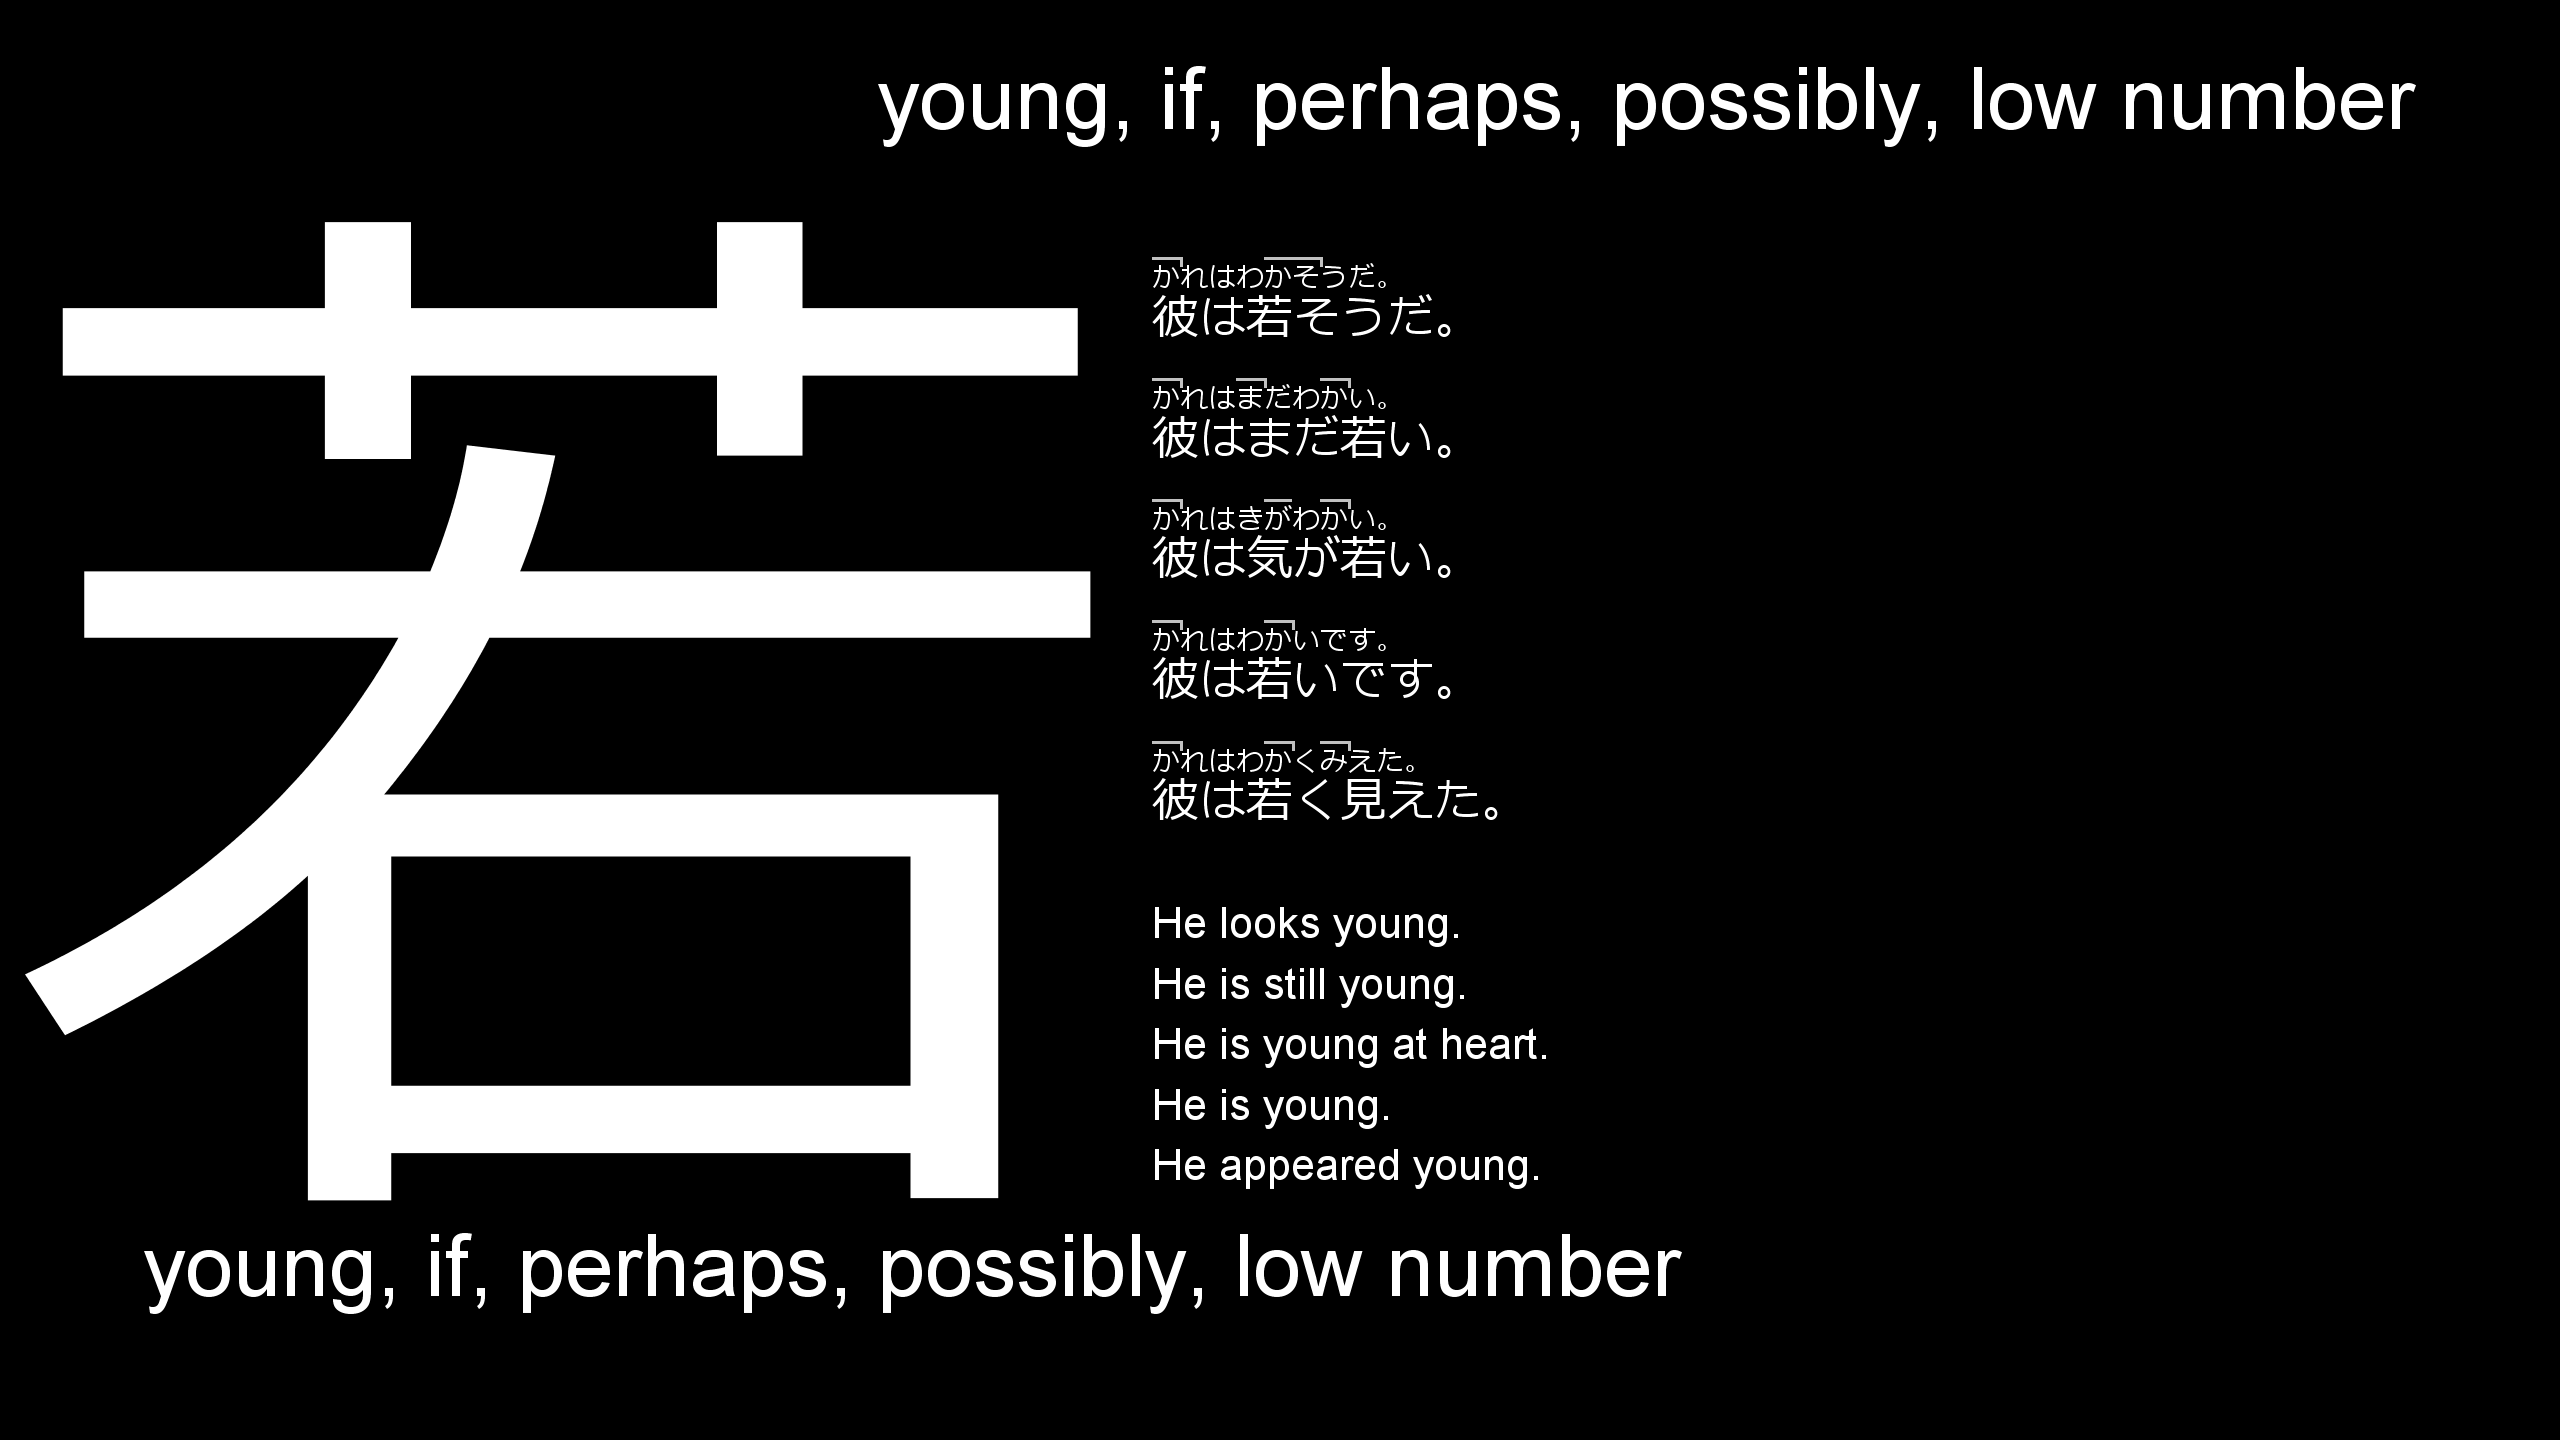 young, if, perhaps, possibly, low number
若
かれはわかそうだ。
彼は若そうだ。
かれはまだわかい。
彼はまだ若い。
かれはきがわかい。
彼は気が若い。
かれはわかいです。
彼は若いです。
かれはわかくみえた。
彼は若く見えた。
He looks young.
He is still young.
He is young at heart.
He is young.
He appeared young.
young, if, perhaps, possibly, low number